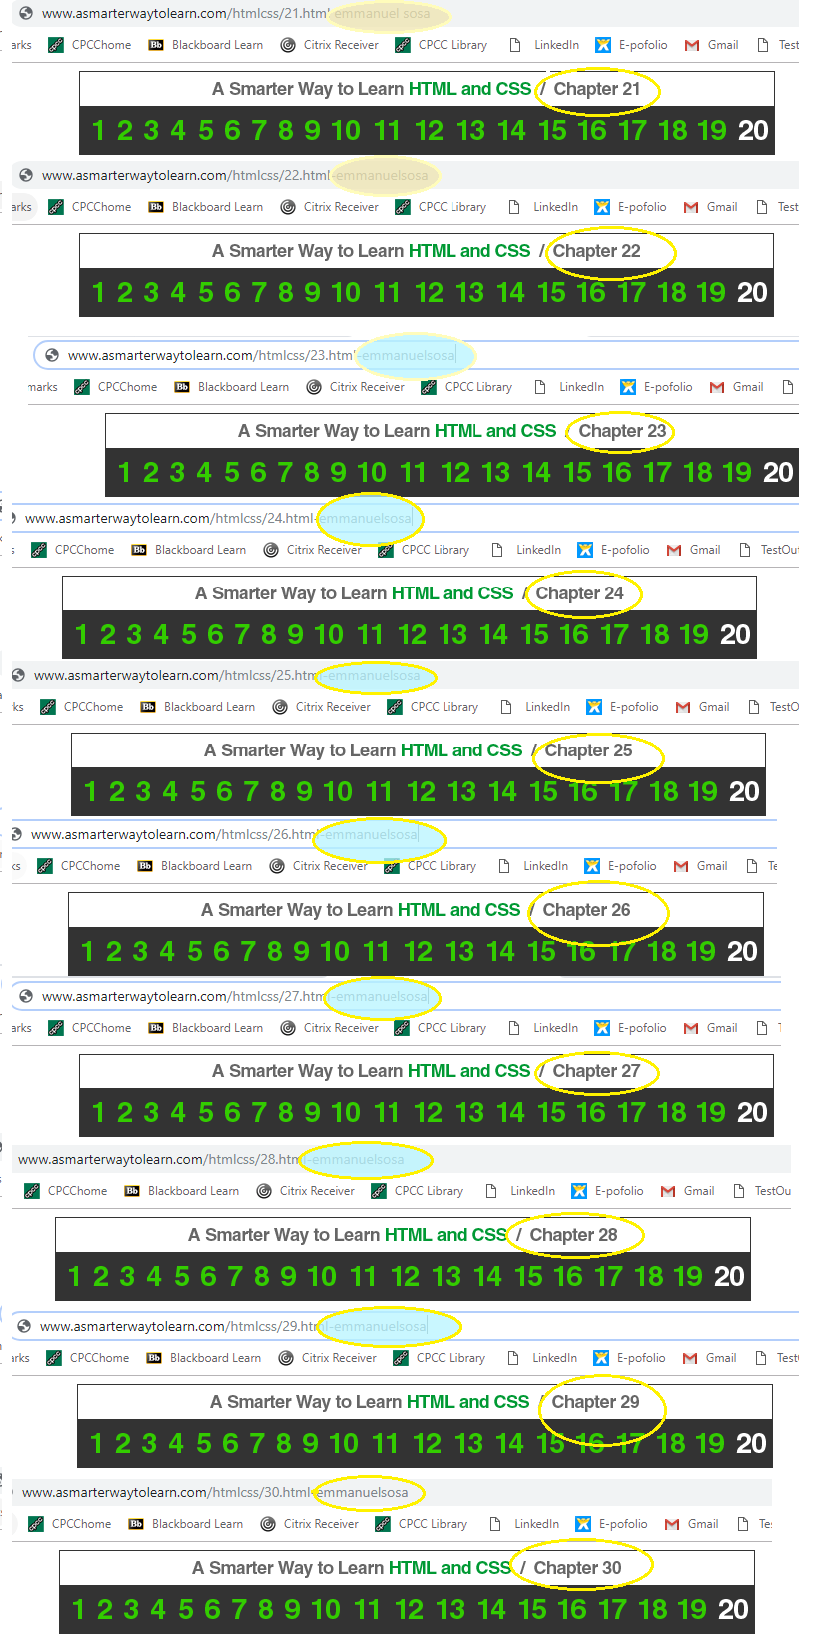 www.asmarterwaytolearn.com/htmlcss/21.html-emmanuel sosa
arks CPCChome Bb Blackboard Learn Citrix Receiver CPCC Library LinkedIn E-pofolio Gmail Test
A Smarter Way to Learn HTML and CSS / Chapter 21
1 2 3 4 5 6 7 8 9 10 11 12 13 14 15 16 17 18 19 20
www.asmarterwaytolearn.com/htmlcss/22.html-emmanuelsosa
arks CPCChome Bb Blackboard Learn Citrix Receiver CPCC Library LinkedIn E-pofolio Gmail Test
A Smarter Way to Learn HTML and CSS / Chapter 22
1 2 3 4 5 6 7 8 9 10 11 12 13 14 15 16 17 18 19 20
www.asmarterwaytolearn.com/htmlcss/23.html-emmanuelsosa
marks CPCChome Bb Blackboard Learn Citrix Receiver CPCC Library LinkedIn E-pofolio Gmail
A Smarter Way to Learn HTML and CSS / Chapter 23
1 2 3 4 5 6 7 8 9 10 11 12 13 14 15 16 17 18 19 20
www.asmarterwaytolearn.com/htmlcss/24.html-emmanuelsosa
s CPCChome Bb Blackboard Learn Citrix Receiver CPCC Library LinkedIn E-pofolio Gmail TestOut
A Smarter Way to Learn HTML and CSS / Chapter 24
1 2 3 4 5 6 7 8 9 10 11 12 13 14 15 16 17 18 19 20
www.asmarterwaytolearn.com/htmlcss/25.html-emmanuelsosa
rks CPCChome Bb Blackboard Learn Citrix Receiver CPCC Library LinkedIn E-pofolio Gmail TestO
A Smarter Way to Learn HTML and CSS / Chapter 25
1 2 3 4 5 6 7 8 9 10 11 12 13 14 15 16 17 18 19 20
www.asmarterwaytolearn.com/htmlcss/26.html-emmanuelsosa
ks CPCChome Bb Blackboard Learn Citrix Receiver CPCC Library LinkedIn E-pofolio Gmail Te
A Smarter Way to Learn HTML and CSS / Chapter 26
1 2 3 4 5 6 7 8 9 10 11 12 13 14 15 16 17 18 19 20
www.asmarterwaytolearn.com/htmlcss/27.html-emmanuelsosa
arks CPCChome Bb Blackboard Learn Citrix Receiver CPCC Library LinkedIn E-pofolio Gmail T
A Smarter Way to Learn HTML and CSS / Chapter 27
1 2 3 4 5 6 7 8 9 10 11 12 13 14 15 16 17 18 19 20
www.asmarterwaytolearn.com/htmlcss/28.html-emmanuelsosa
CPCChome Bb Blackboard Learn Citrix Receiver CPCC Library LinkedIn E-pofolio Gmail TestOu
A Smarter Way to Learn HTML and CSS / Chapter 28
1 2 3 4 5 6 7 8 9 10 11 12 13 14 15 16 17 18 19 20
www.asmarterwaytolearn.com/htmlcss/29.html-emmanuelsosa
arks CPCChome Bb Blackboard Learn Citrix Receiver CPCC Library LinkedIn E-pofolio Gmail Test
A Smarter Way to Learn HTML and CSS / Chapter 29
1 2 3 4 5 6 7 8 9 10 11 12 13 14 15 16 17 18 19 20
www.asmarterwaytolearn.com/htmlcss/30.html-emmanuelsosa
CPCChome Bb Blackboard Learn Citrix Receiver CPCC Library LinkedIn E-pofolio Gmail Te
A Smarter Way to Learn HTML and CSS / Chapter 30
1 2 3 4 5 6 7 8 9 10 11 12 13 14 15 16 17 18 19 20